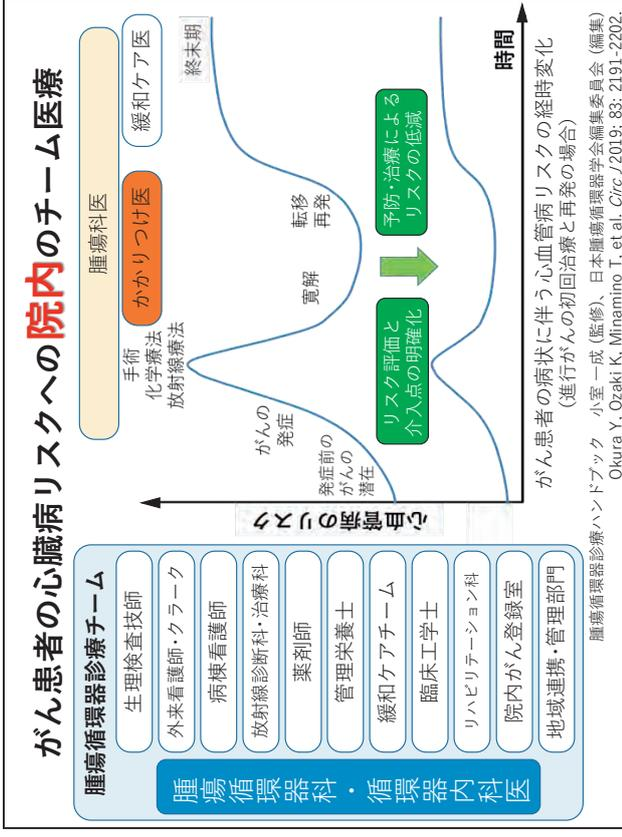 がん患者の心臓病リスクへの院内のチーム医療
腫瘍循環器診療チーム
生理検査技師
外来看護師・クラーク
病棟看護師
放射線診断科・治療科
薬剤師
管理栄養士
緩和ケアチーム
臨床工学士
リハビリテーション科
院内がん登録室
地域連携・管理部門
腫瘍循環器科・循環器内科医
腫瘍科医
かかりつけ医
緩和ケア医
心血管病のリスク
発症前の
がんの
潜在
がんの
発症
手術
化学療法
放射線療法
寛解
転移
再発
終末期
リスク評価と
介入点の明確化
予防・治療による
リスクの低減
時間
がん患者の病状に伴う心血管病リスクの経時変化
(進行がんの初回治療と再発の場合)
腫瘍循環器診療ハンドブック 小室一成(監修)、日本腫瘍循環器学会編集委員会(編集)
Okura Y, Ozaki K, Minamino T, et al. Circ J 2019; 83: 2191-2202.